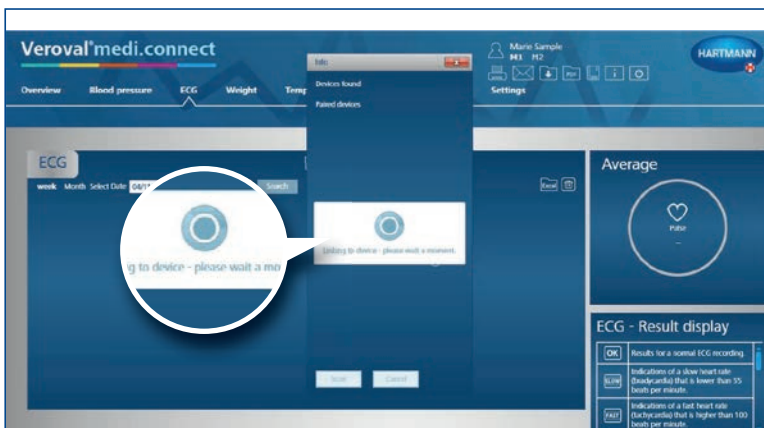 Veroval®medi.connect
Marie Sample
M1 M2
HARTMANN
Info
Devices found
Paired devices
Overview Blood pressure ECG Weight Temp Settings
ECG
Average
week Month Select Date 04/1 Search
Excel
Pulse
--
g to device - please wait a mo
Linking to device - please wait a moment.
ECG - Result display
OK Results for a normal ECG recording.
SLOW Indications of a slow heart rate
(bradycardia) that is lower than 55
beats per minute.
FAST Indications of a fast heart rate
(tachycardia) that is higher than 100
beats per minute.
Cancel